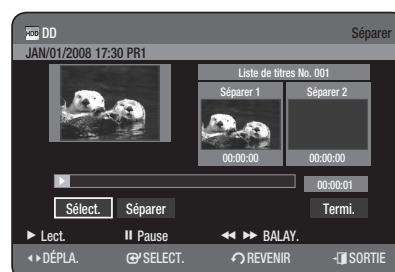 HDD DD Séparer
JAN/01/2008 17:30 PR1
Liste de titres No. 001
Séparer 1 Séparer 2
00:00:00 00:00:00
00:00:01
Sélect. Séparer Termi.
Lect. Pause BALAY.
DÉPLA. SELECT. REVENIR SORTIE